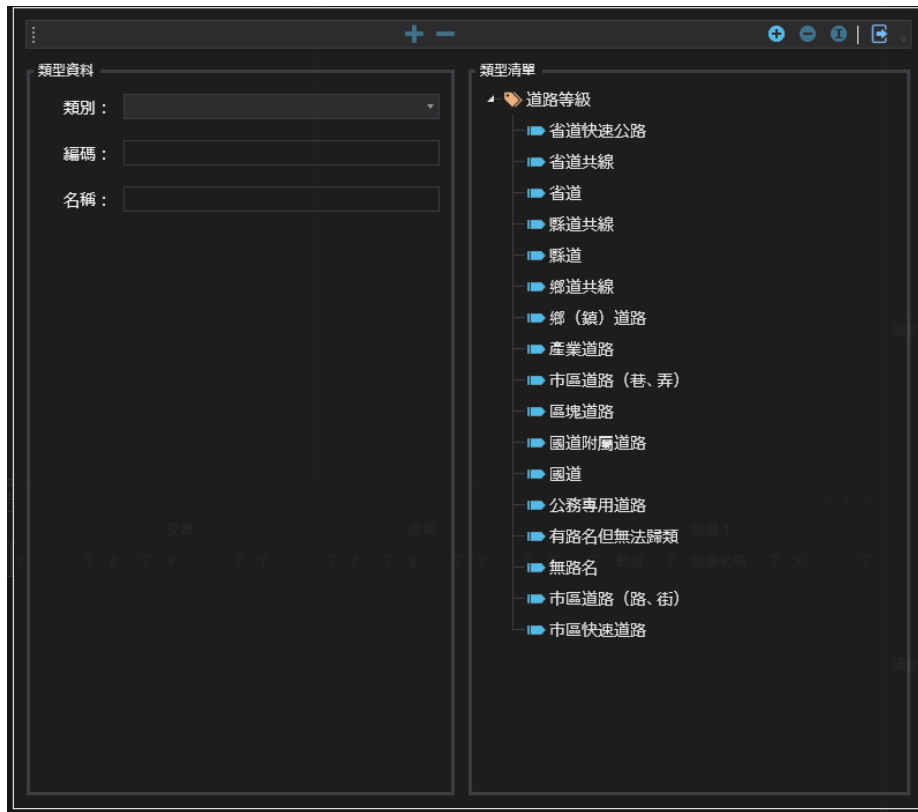 類型資料
類別：
編碼：
名稱：
類型清單
道路等級
省道快速公路
省道共線
省道
縣道共線
縣道
鄉道共線
鄉（鎮）道路
產業道路
市區道路（巷、弄）
區塊道路
國道附屬道路
國道
公務專用道路
有路名但無法歸類
無路名
市區道路（路、街）
市區快速道路